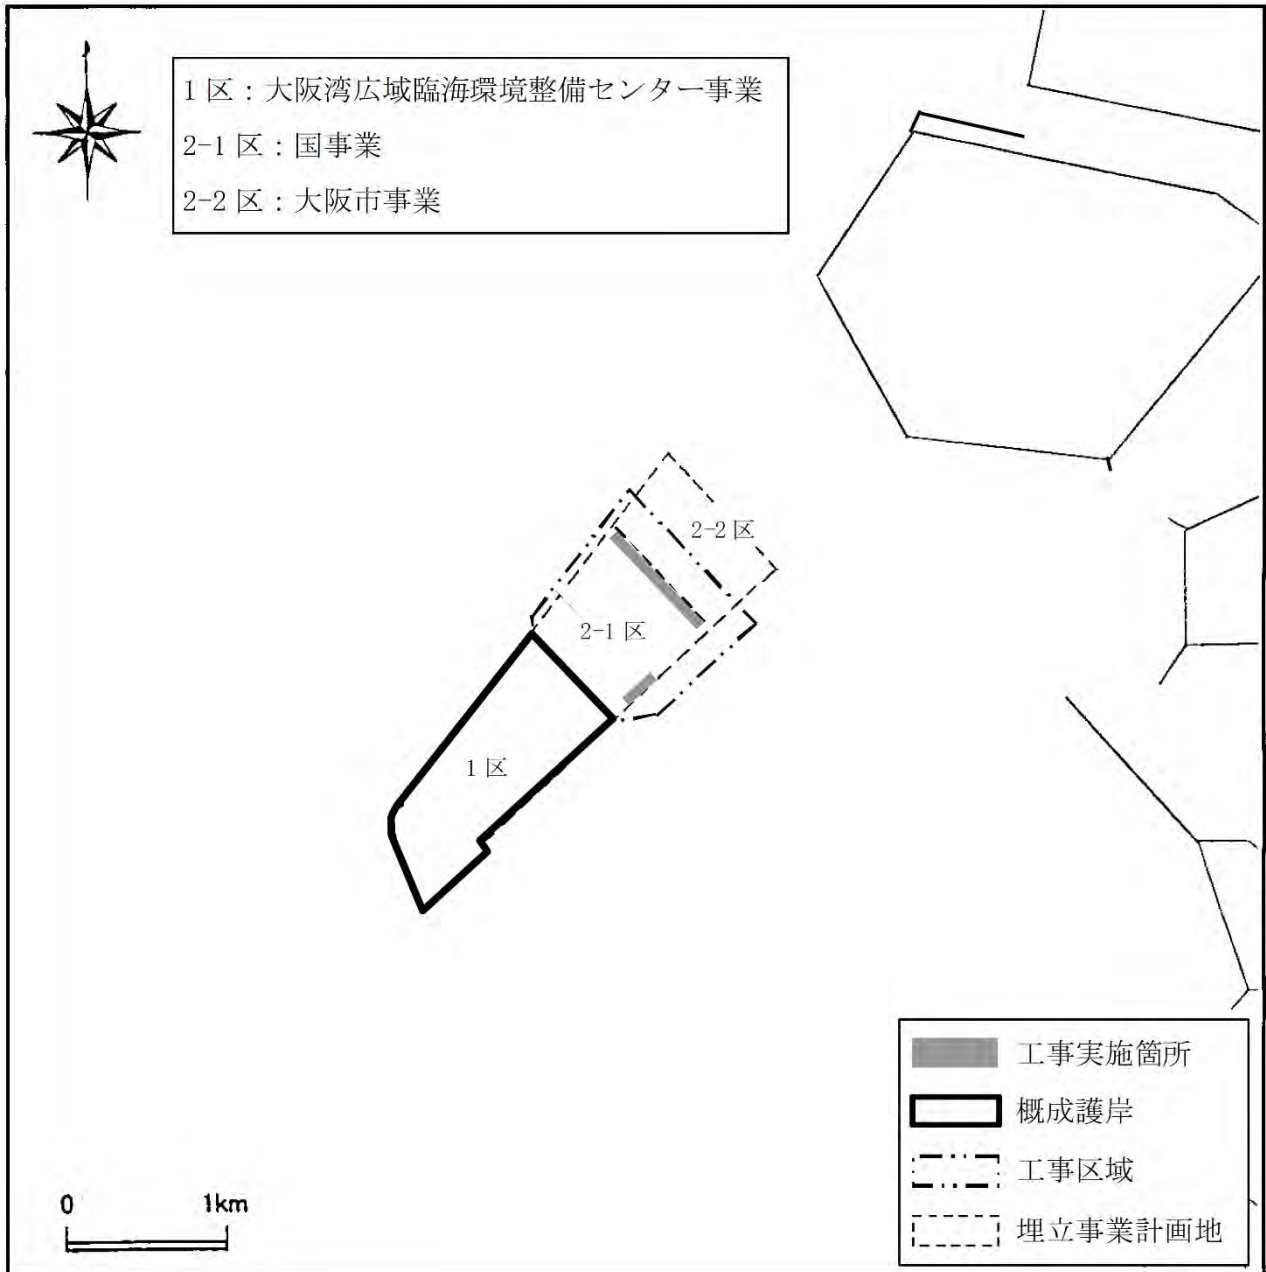 1区：大阪湾広域臨海環境整備センター事業
2-1区：国事業
2-2区：大阪市事業
2-2区
2-1区
1区
工事実施箇所
概成護岸
工事区域
埋立事業計画地
0 1km